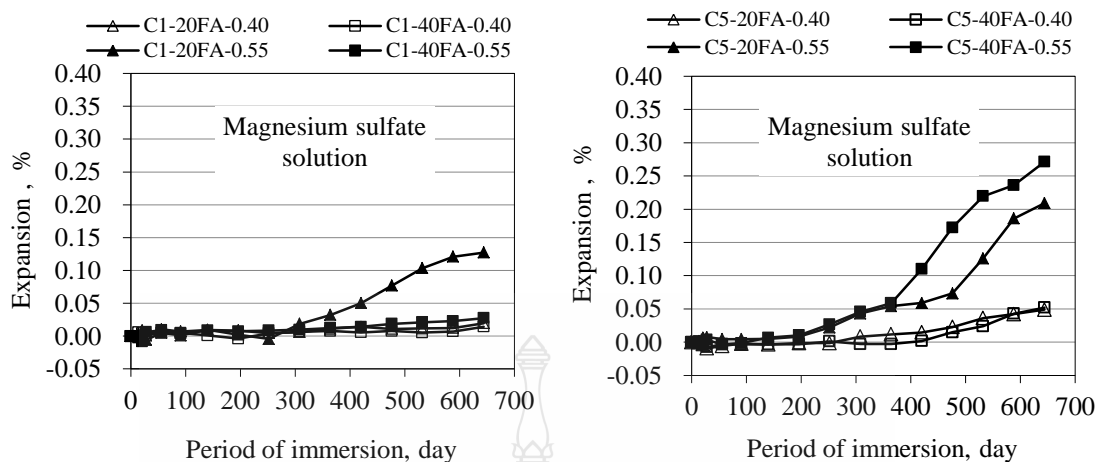 C1-20FA-0.40 C1-40FA-0.40
C1-20FA-0.55 C1-40FA-0.55
0.40
0.35
0.30
0.25
0.20
0.15
0.10
0.05
0.00
-0.05
Expansion , %
Magnesium sulfate
solution
0 100 200 300 400 500 600 700
Period of immersion, day
C5-20FA-0.40 C5-40FA-0.40
C5-20FA-0.55 C5-40FA-0.55
0.40
0.35
0.30
0.25
0.20
0.15
0.10
0.05
0.00
-0.05
Expansion , %
Magnesium sulfate
solution
0 100 200 300 400 500 600 700
Period of immersion, day